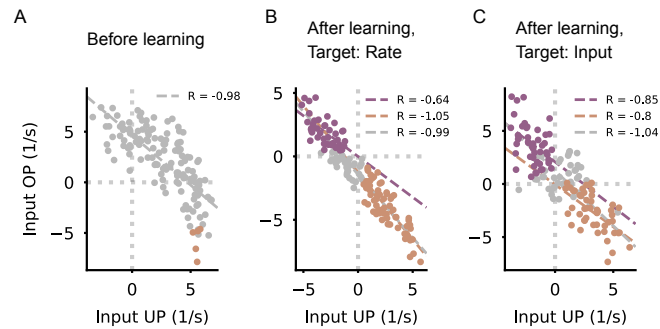 A
Before learning
B
After learning,
Target: Rate
C
After learning,
Target: Input
R = -0.98
R = -0.64
R = -1.05
R = -0.99
R = -0.85
R = -0.8
R = -1.04
Input OP (1/s)
5
0
−5
0
−5
5
0
−5
0
5
−5
0
5
0
5
Input UP (1/s)
Input UP (1/s)
Input UP (1/s)